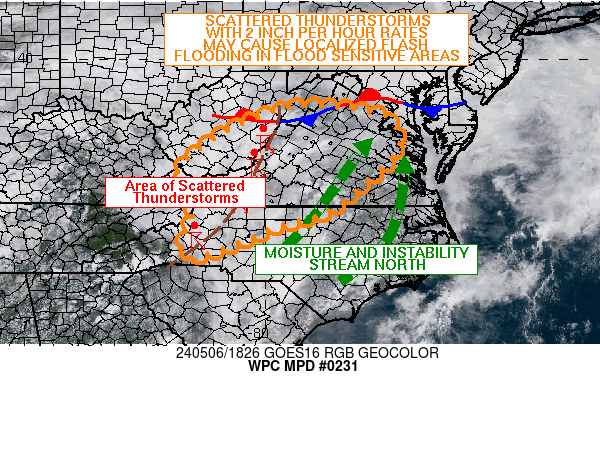 SCATTERED THUNDERSTORMS
WITH 2 INCH PER HOUR RATES
MAY CAUSE LOCALIZED FLASH
FLOODING IN FLOOD SENSITIVE AREAS
40
Area of Scattered
Thunderstorms
MOISTURE AND INSTABILITY
STREAM NORTH
-80
240506/1826 GOES16 RGB GEOCOLOR
WPC MPD #0231